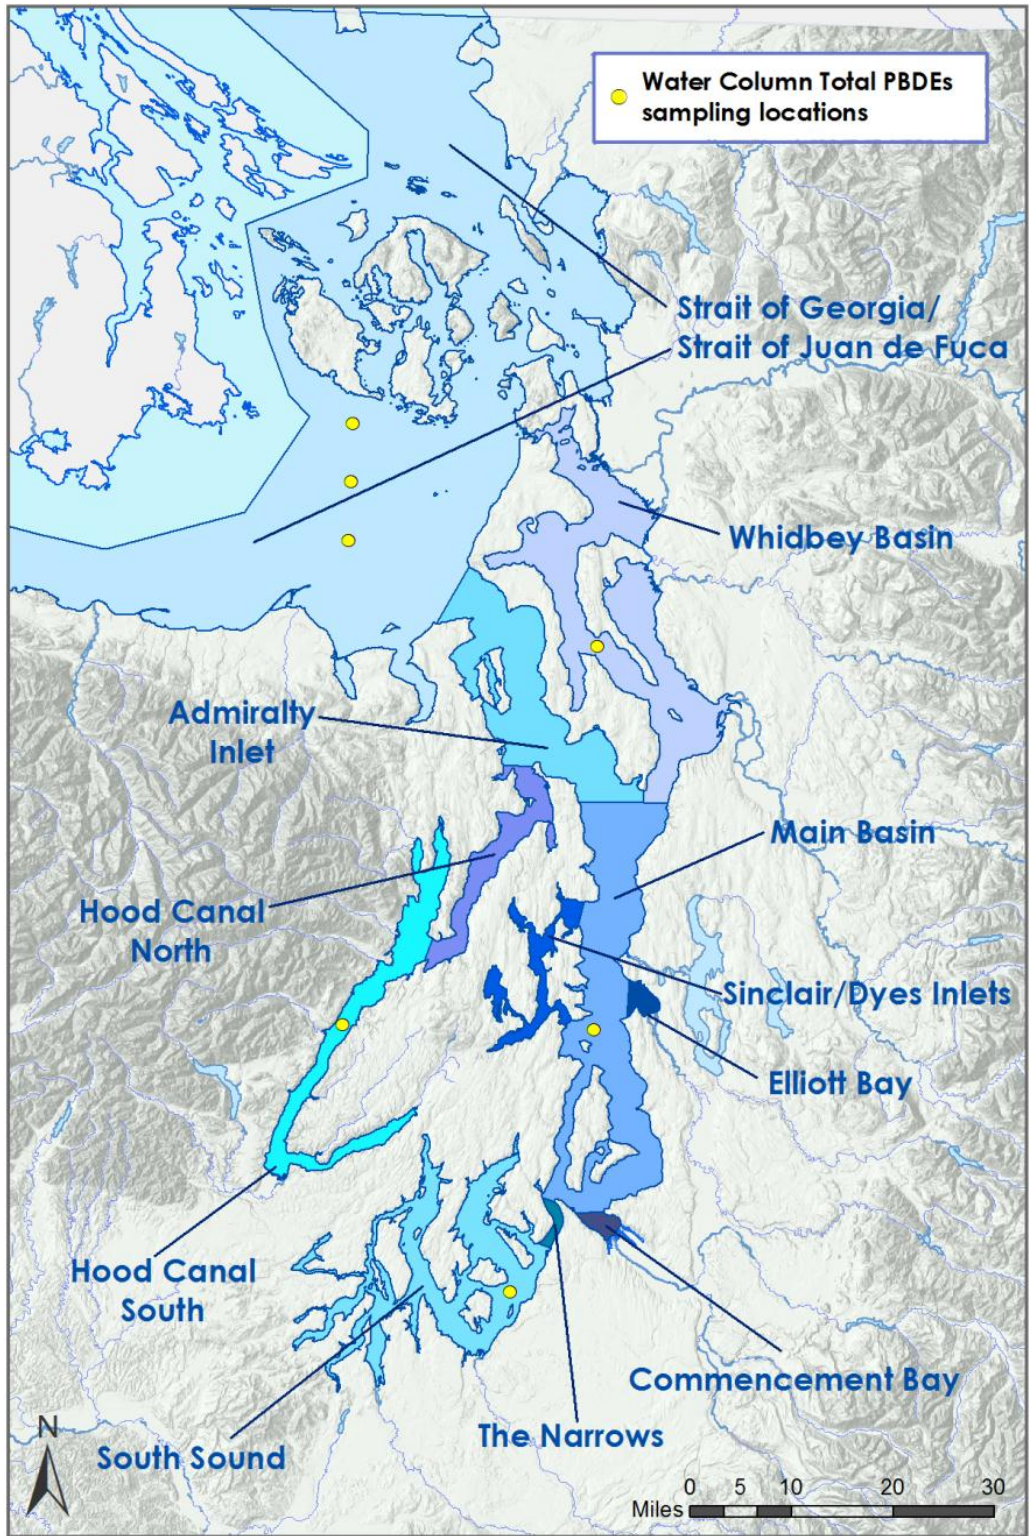 Water Column Total PBDEs
sampling locations
Strait of Georgia/
Strait of Juan de Fuca
Whidbey Basin
Admiralty
Inlet
Main Basin
Hood Canal
North
Sinclair/Dyes Inlets
Elliott Bay
Hood Canal
South
Commencement Bay
The Narrows
South Sound
N
0 5 10 20 30
Miles